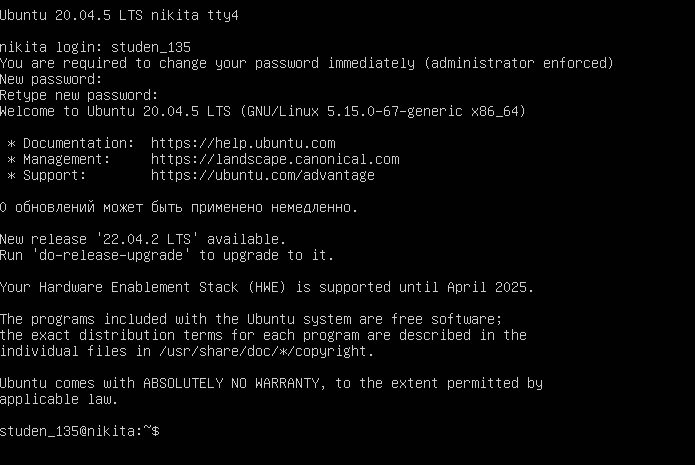 Ubuntu 20.04.5 LTS nikita tty4
nikita login: studen_135
You are required to change your password immediately (administrator enforced)
New password:
Retype new password:
Welcome to Ubuntu 20.04.5 LTS (GNU/Linux 5.15.0-67-generic x86_64)
* Documentation:  https://help.ubuntu.com
* Management:     https://landscape.canonical.com
* Support:        https://ubuntu.com/advantage
0 обновлений может быть применено немедленно.
New release '22.04.2 LTS' available.
Run 'do-release-upgrade' to upgrade to it.
Your Hardware Enablement Stack (HWE) is supported until April 2025.
The programs included with the Ubuntu system are free software;
the exact distribution terms for each program are described in the
individual files in /usr/share/doc/*/copyright.
Ubuntu comes with ABSOLUTELY NO WARRANTY, to the extent permitted by
applicable law.
studen_135@nikita:~$